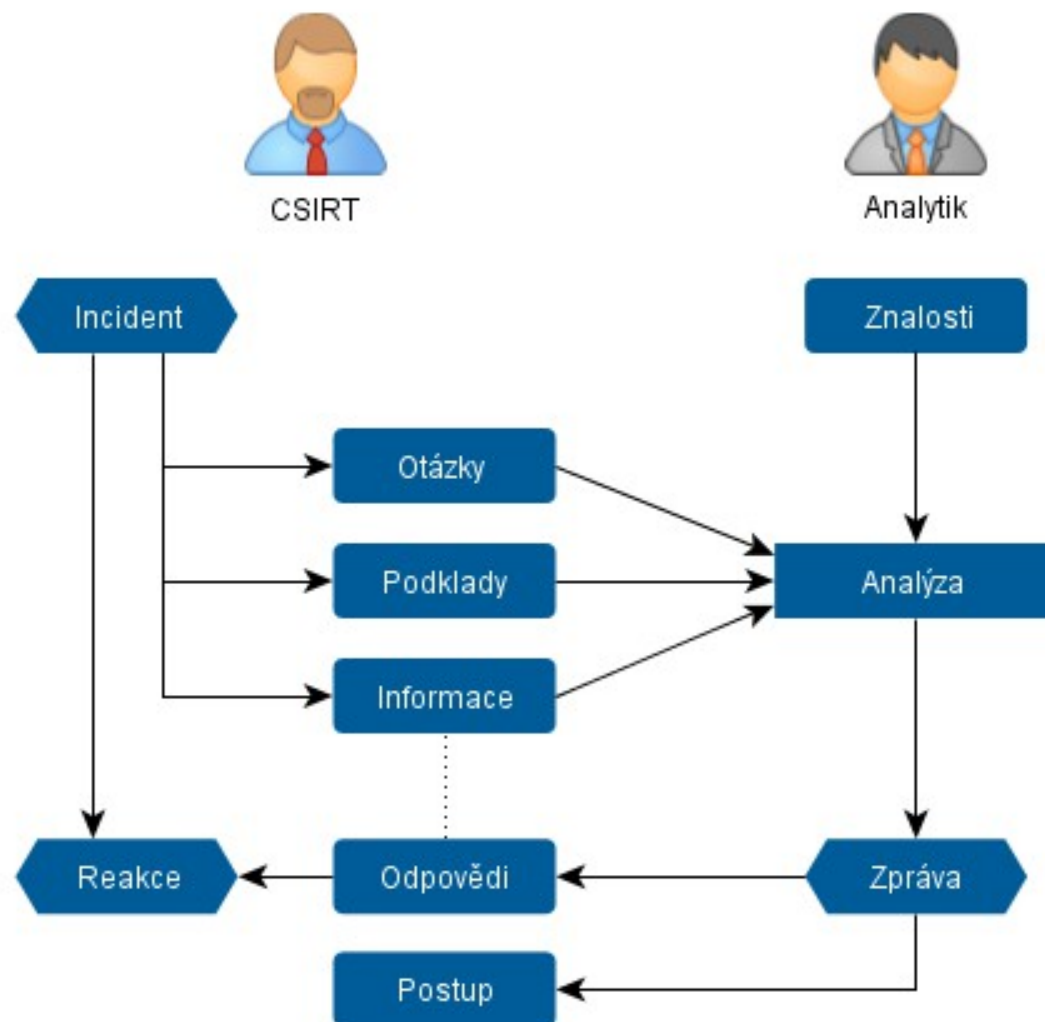 CSIRT
Analytik
Incident
Znalosti
Otázky
Podklady
Analýza
Informace
Reakce
Odpovědi
Zpráva
Postup